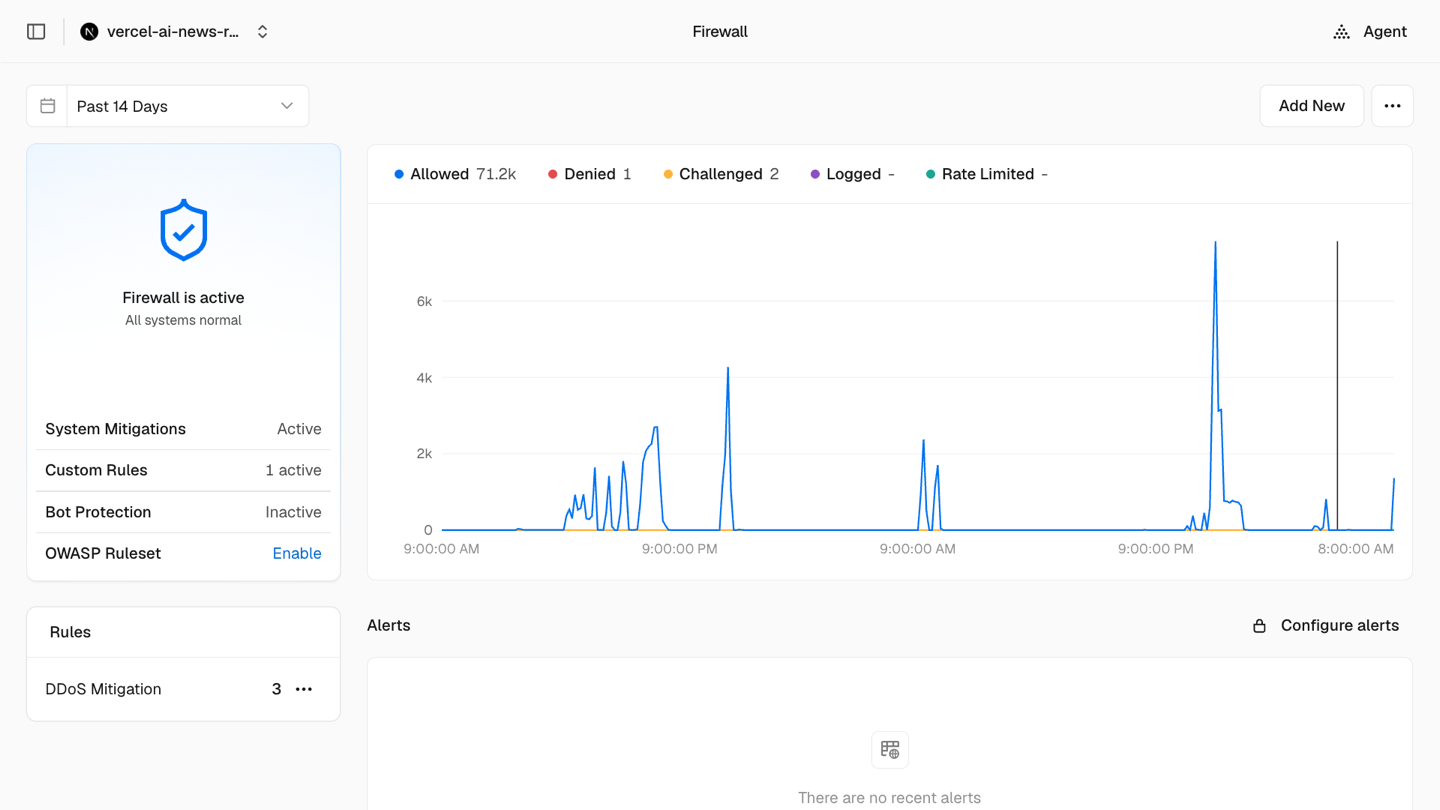 vercel-ai-news-r...
Firewall
Agent
Past 14 Days
Add New
Firewall is active
All systems normal
System Mitigations Active
Custom Rules 1 active
Bot Protection Inactive
OWASP Ruleset Enable
Rules
DDoS Mitigation 3
Allowed 71.2k Denied 1 Challenged 2 Logged - Rate Limited -
6k
4k
2k
0
9:00:00 AM 9:00:00 PM 9:00:00 AM 9:00:00 PM 8:00:00 AM
Alerts
Configure alerts
There are no recent alerts